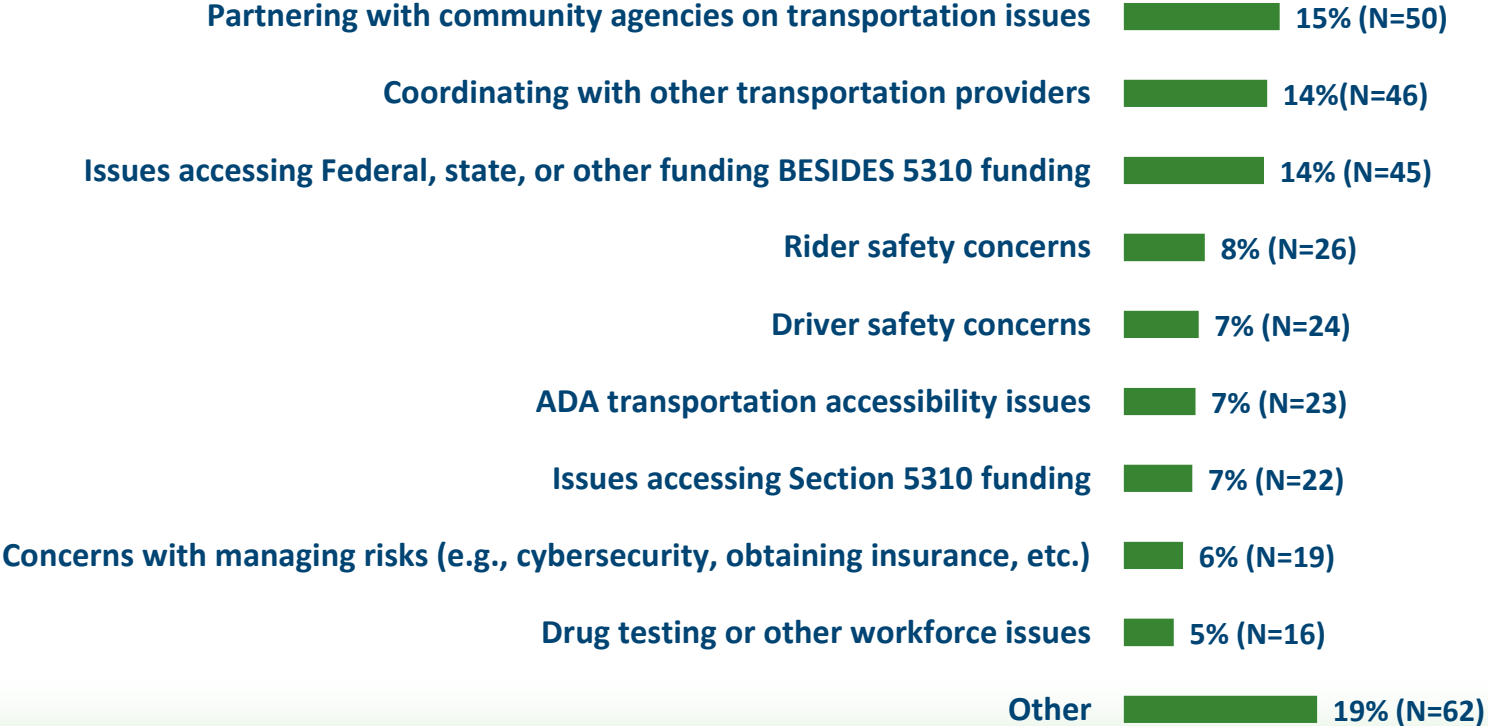 Partnering with community agencies on transportation issues 15% (N=50)
Coordinating with other transportation providers 14%(N=46)
Issues accessing Federal, state, or other funding BESIDES 5310 funding 14% (N=45)
Rider safety concerns 8% (N=26)
Driver safety concerns 7% (N=24)
ADA transportation accessibility issues 7% (N=23)
Issues accessing Section 5310 funding 7% (N=22)
Concerns with managing risks (e.g., cybersecurity, obtaining insurance, etc.) 6% (N=19)
Drug testing or other workforce issues 5% (N=16)
Other 19% (N=62)